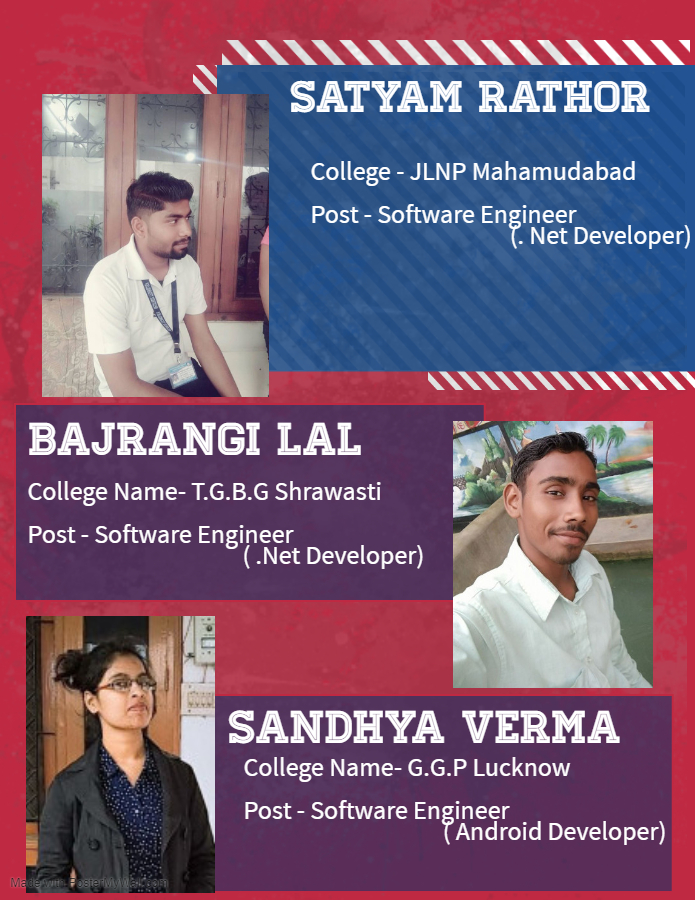 SATYAM RATHOR
College - JLNP Mahamudabad
Post - Software Engineer
(. Net Developer)
BAJRANGI LAL
College Name- T.G.B.G Shrawasti
Post - Software Engineer
( .Net Developer)
SANDHYA VERMA
College Name- G.G.P Lucknow
Post - Software Engineer
( Android Developer)
Made with PosterMyWall.com